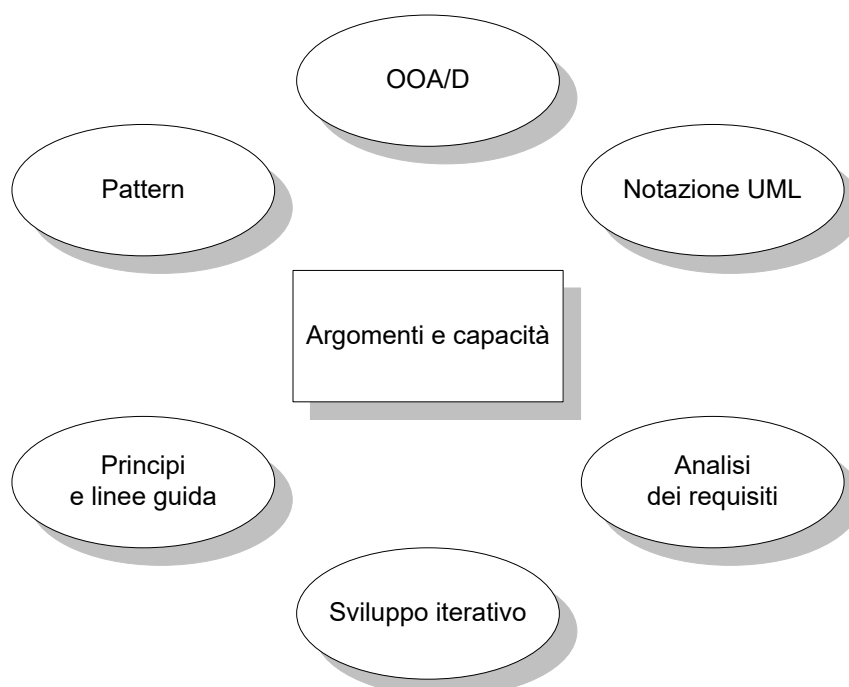 OOA/D
Pattern
Notazione UML
Argomenti e capacità
Principi
e linee guida
Analisi
dei requisiti
Sviluppo iterativo